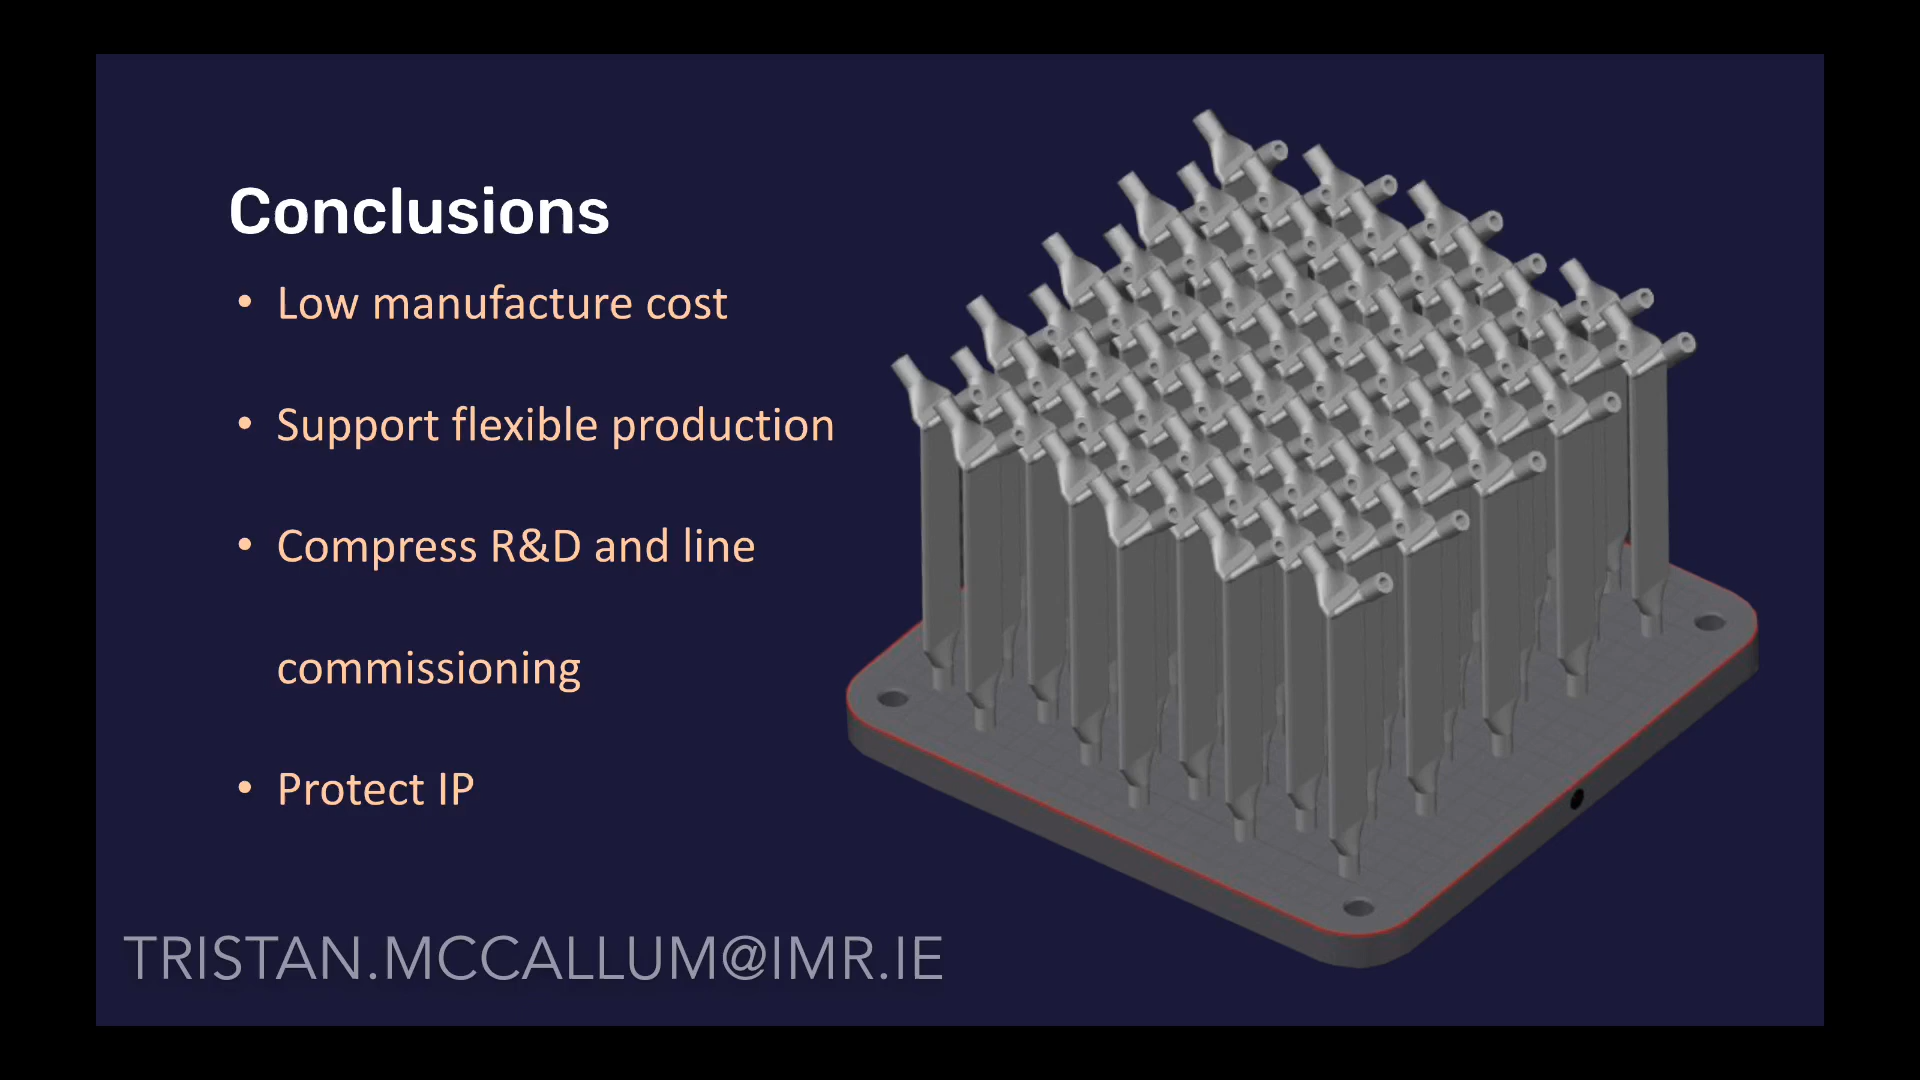 Conclusions
• Low manufacture cost
• Support flexible production
• Compress R&D and line
commissioning
• Protect IP
TRISTAN.MCCALLUM@IMR.IE